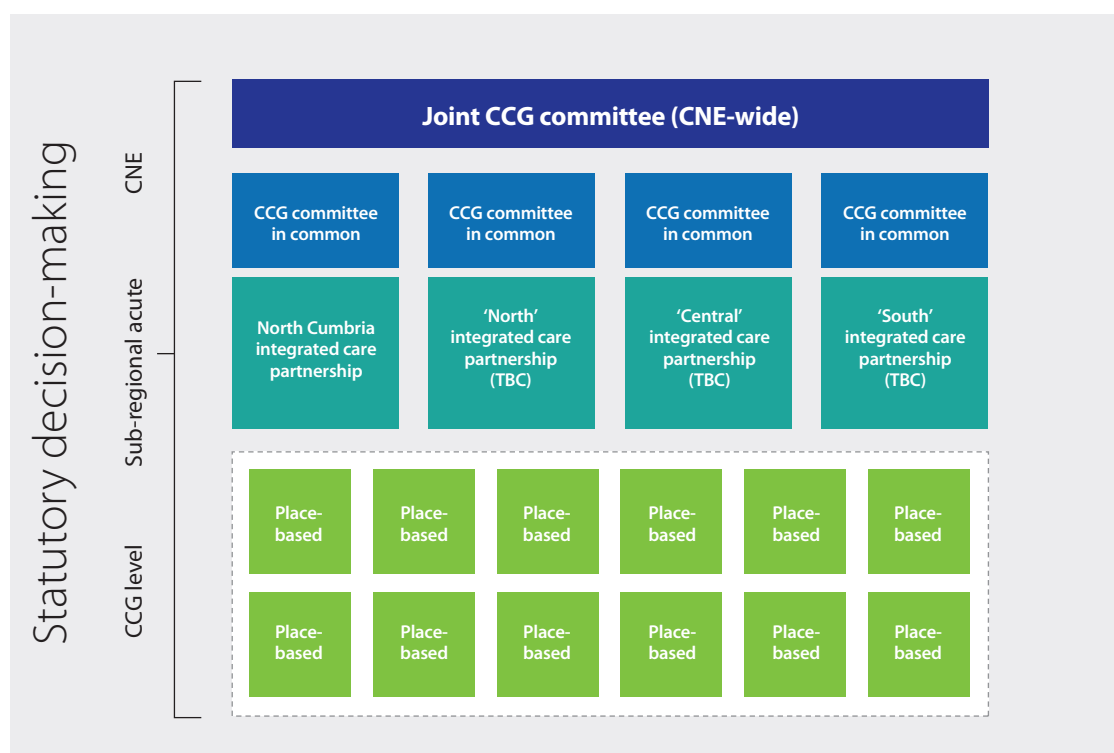 Statutory decision-making
CNE
Sub-regional acute
CCG level
Joint CCG committee (CNE-wide)
CCG committee
in common
CCG committee
in common
CCG committee
in common
CCG committee
in common
North Cumbria
integrated care
partnership
‘North’
integrated care
partnership
(TBC)
‘Central’
integrated care
partnership
(TBC)
‘South’
integrated care
partnership
(TBC)
Place-
based
Place-
based
Place-
based
Place-
based
Place-
based
Place-
based
Place-
based
Place-
based
Place-
based
Place-
based
Place-
based
Place-
based